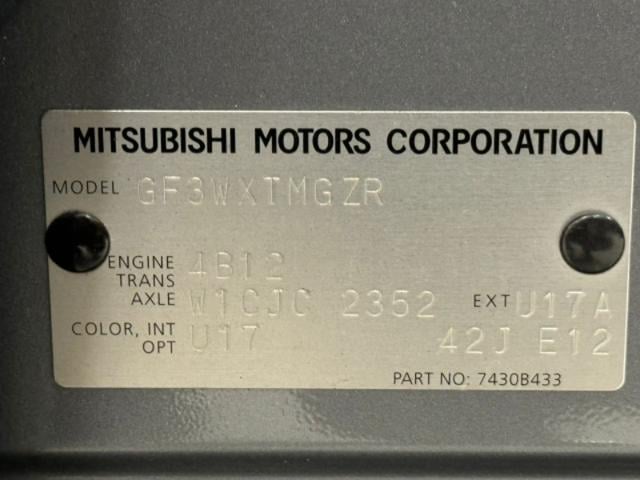 MITSUBISHI MOTORS CORPORATION
MODEL GF3WXTMGZR
ENGINE 4B12
TRANS
AXLE W1CJC 2352 EXT U17A
COLOR, INT U17 42J E12
OPT
PART NO: 7430B433